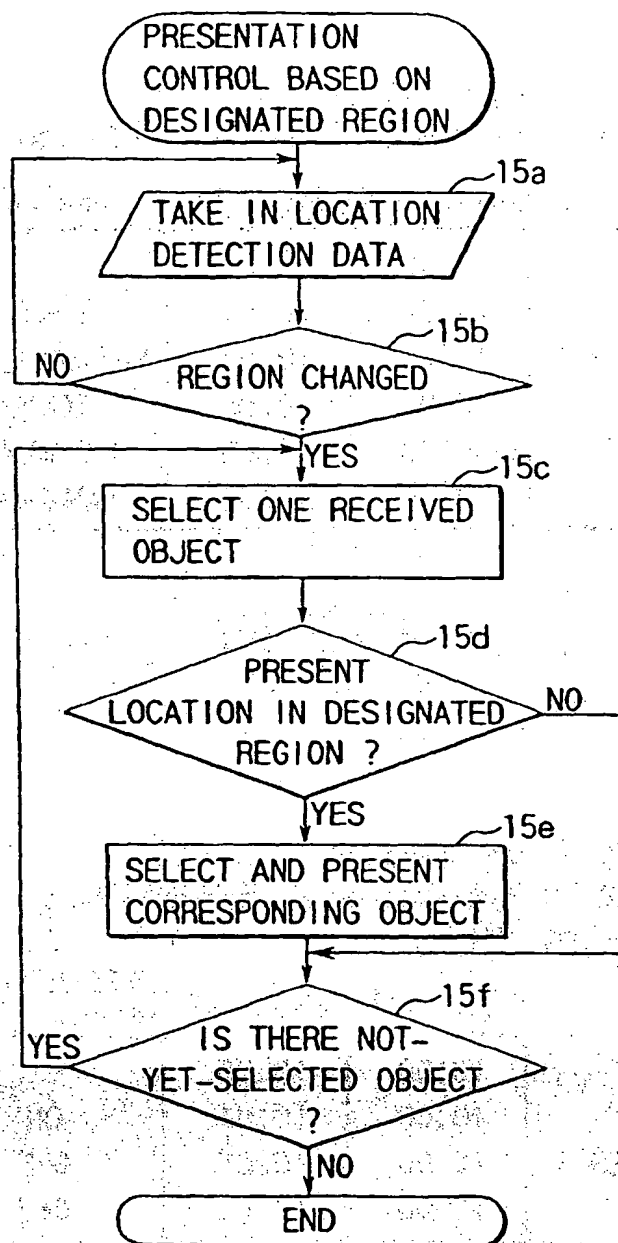 PRESENTATION
CONTROL BASED ON
DESIGNATED REGION
15a
TAKE IN LOCATION
DETECTION DATA
15b
NO
REGION CHANGED
?
YES
15c
SELECT ONE RECEIVED
OBJECT
15d
PRESENT
NO
LOCATION IN DESIGNATED
REGION ?
YES
15e
SELECT AND PRESENT
CORRESPONDING OBJECT
15f
YES
IS THERE NOT-
YET-SELECTED OBJECT
?
NO
END